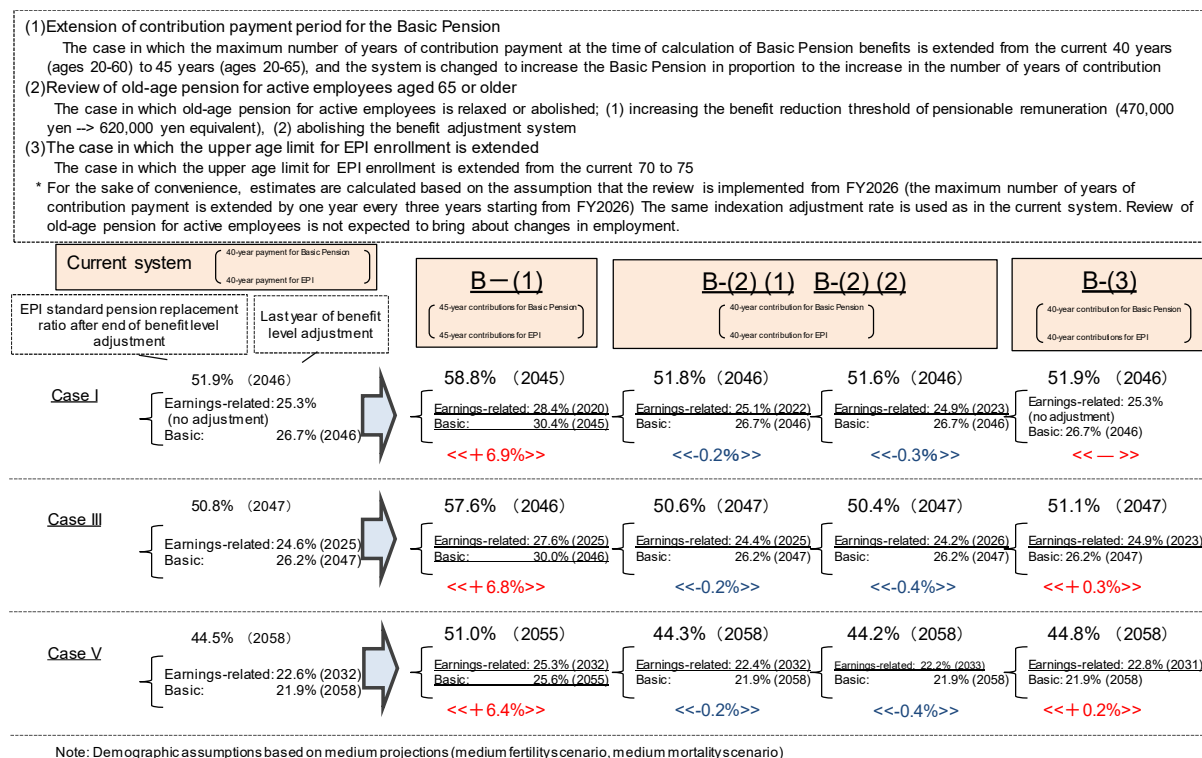 (1)Extension of contribution payment period for the Basic Pension
The case in which the maximum number of years of contribution payment at the time of calculation of Basic Pension benefits is extended from the current 40 years
(ages 20-60) to 45 years (ages 20-65), and the system is changed to increase the Basic Pension in proportion to the increase in the number of years of contribution
(2)Review of old-age pension for active employees aged 65 or older
The case in which old-age pension for active employees is relaxed or abolished; (1) increasing the benefit reduction threshold of pensionable remuneration (470,000
yen --> 620,000 yen equivalent), (2) abolishing the benefit adjustment system
(3)The case in which the upper age limit for EPI enrollment is extended
The case in which the upper age limit for EPI enrollment is extended from the current 70 to 75
* For the sake of convenience, estimates are calculated based on the assumption that the review is implemented from FY2026 (the maximum number of years of
contribution payment is extended by one year every three years starting from FY2026) The same indexation adjustment rate is used as in the current system. Review of
old-age pension for active employees is not expected to bring about changes in employment.
Current system
40-year payment for Basic Pension
40-year payment for EPI
EPI standard pension replacement
ratio after end of benefit level
adjustment
Last year of benefit
level adjustment
B－(1)
45-year contributions for Basic Pension
45-year contributions for EPI
B-(2) (1) B-(2) (2)
40-year contribution for Basic Pension
40-year contribution for EPI
B-(3)
40-year contribution for Basic Pension
40-year contributions for EPI
Case I
51.9% (2046)
Earnings-related: 25.3%
(no adjustment)
Basic: 26.7% (2046)
58.8% （2045）
Earnings-related: 28.4% (2020)
Basic: 30.4% (2045)
<<＋6.9%>>
51.8% （2046）
Earnings-related: 25.1% (2022)
Basic: 26.7% (2046)
<<-0.2%>>
51.6% （2046）
Earnings-related: 24.9% (2023)
Basic: 26.7% (2046)
<<-0.3%>>
51.9% （2046）
Earnings-related: 25.3%
(no adjustment)
Basic: 26.7% (2046)
<< — >>
Case III
50.8% (2047)
Earnings-related: 24.6% (2025)
Basic: 26.2% (2047)
57.6% （2046）
Earnings-related: 27.6% (2025)
Basic: 30.0% (2046)
<<＋6.8%>>
50.6% （2047）
Earnings-related: 24.4% (2025)
Basic: 26.2% (2047)
<<-0.2%>>
50.4% （2047）
Earnings-related: 24.2% (2026)
Basic: 26.2% (2047)
<<-0.4%>>
51.1% （2047）
Earnings-related: 24.9% (2023)
Basic: 26.2% (2047)
<<＋0.3%>>
Case V
44.5% (2058)
Earnings-related: 22.6% (2032)
Basic: 21.9% (2058)
51.0% （2055）
Earnings-related: 25.3% (2032)
Basic: 25.6% (2055)
<<＋6.4%>>
44.3% （2058）
Earnings-related: 22.4% (2032)
Basic: 21.9% (2058)
<<-0.2%>>
44.2% （2058）
Earnings-related: 22.2% (2033)
Basic: 21.9% (2058)
<<-0.4%>>
44.8% （2058）
Earnings-related: 22.8% (2031)
Basic: 21.9% (2058)
<<＋0.2%>>
Note: Demographic assumptions based on medium projections (medium fertility scenario, medium mortality scenario)